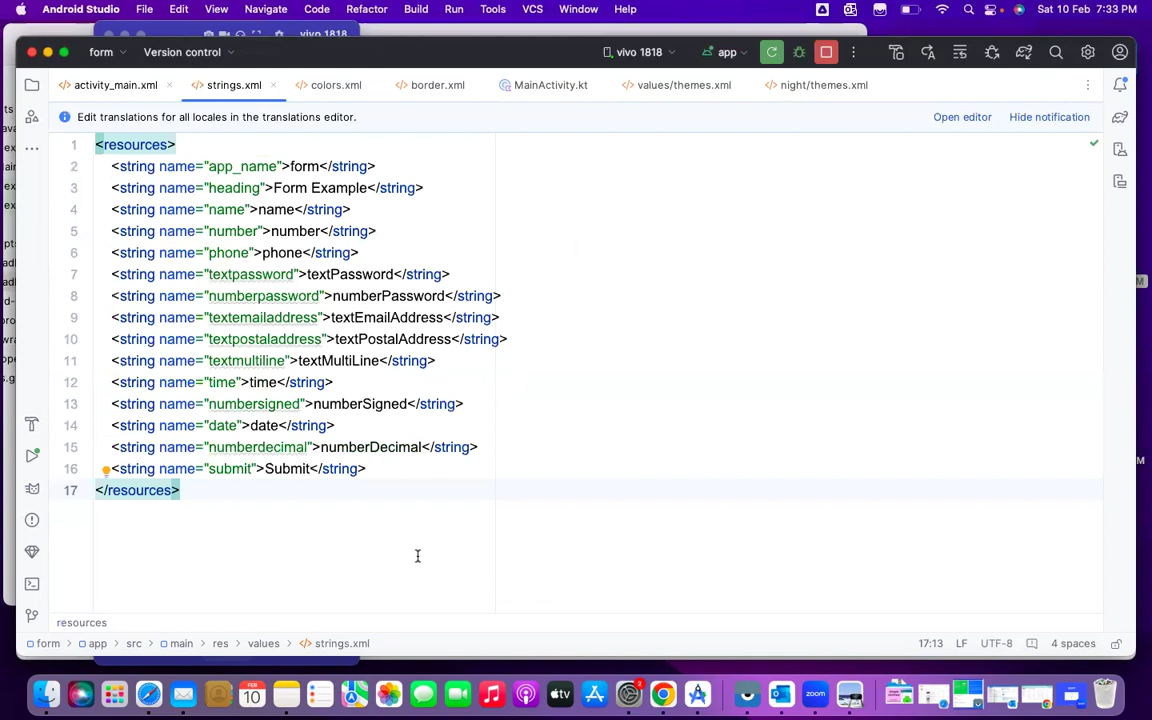 Android Studio File Edit View Navigate Code Refactor Build Run Tools VCS Window Help Sat 10 Feb 7:33 PM
vivo 1818
form Version control vivo 1818 app
activity_main.xml strings.xml colors.xml border.xml MainActivity.kt values/themes.xml night/themes.xml
Edit translations for all locales in the translations editor. Open editor Hide notification
1 <resources>
2 <string name="app_name">form</string>
3 <string name="heading">Form Example</string>
4 <string name="name">name</string>
5 <string name="number">number</string>
6 <string name="phone">phone</string>
7 <string name="textpassword">textPassword</string>
8 <string name="numberpassword">numberPassword</string>
9 <string name="textemailaddress">textEmailAddress</string>
10 <string name="textpostaladdress">textPostalAddress</string>
11 <string name="textmultiline">textMultiLine</string>
12 <string name="time">time</string>
13 <string name="numbersigned">numberSigned</string>
14 <string name="date">date</string>
15 <string name="numberdecimal">numberDecimal</string>
16 <string name="submit">Submit</string>
17 </resources>
resources
form app src main res values strings.xml 17:13 LF UTF-8 4 spaces
FEB
10
tv
2
zoom